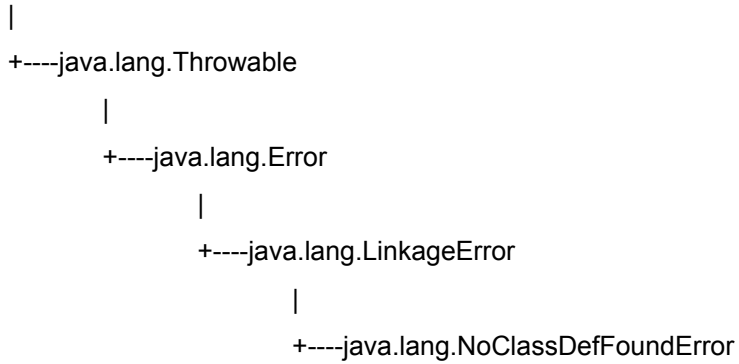 |
+----java.lang.Throwable
|
+----java.lang.Error
|
+----java.lang.LinkageError
|
+----java.lang.NoClassDefFoundError